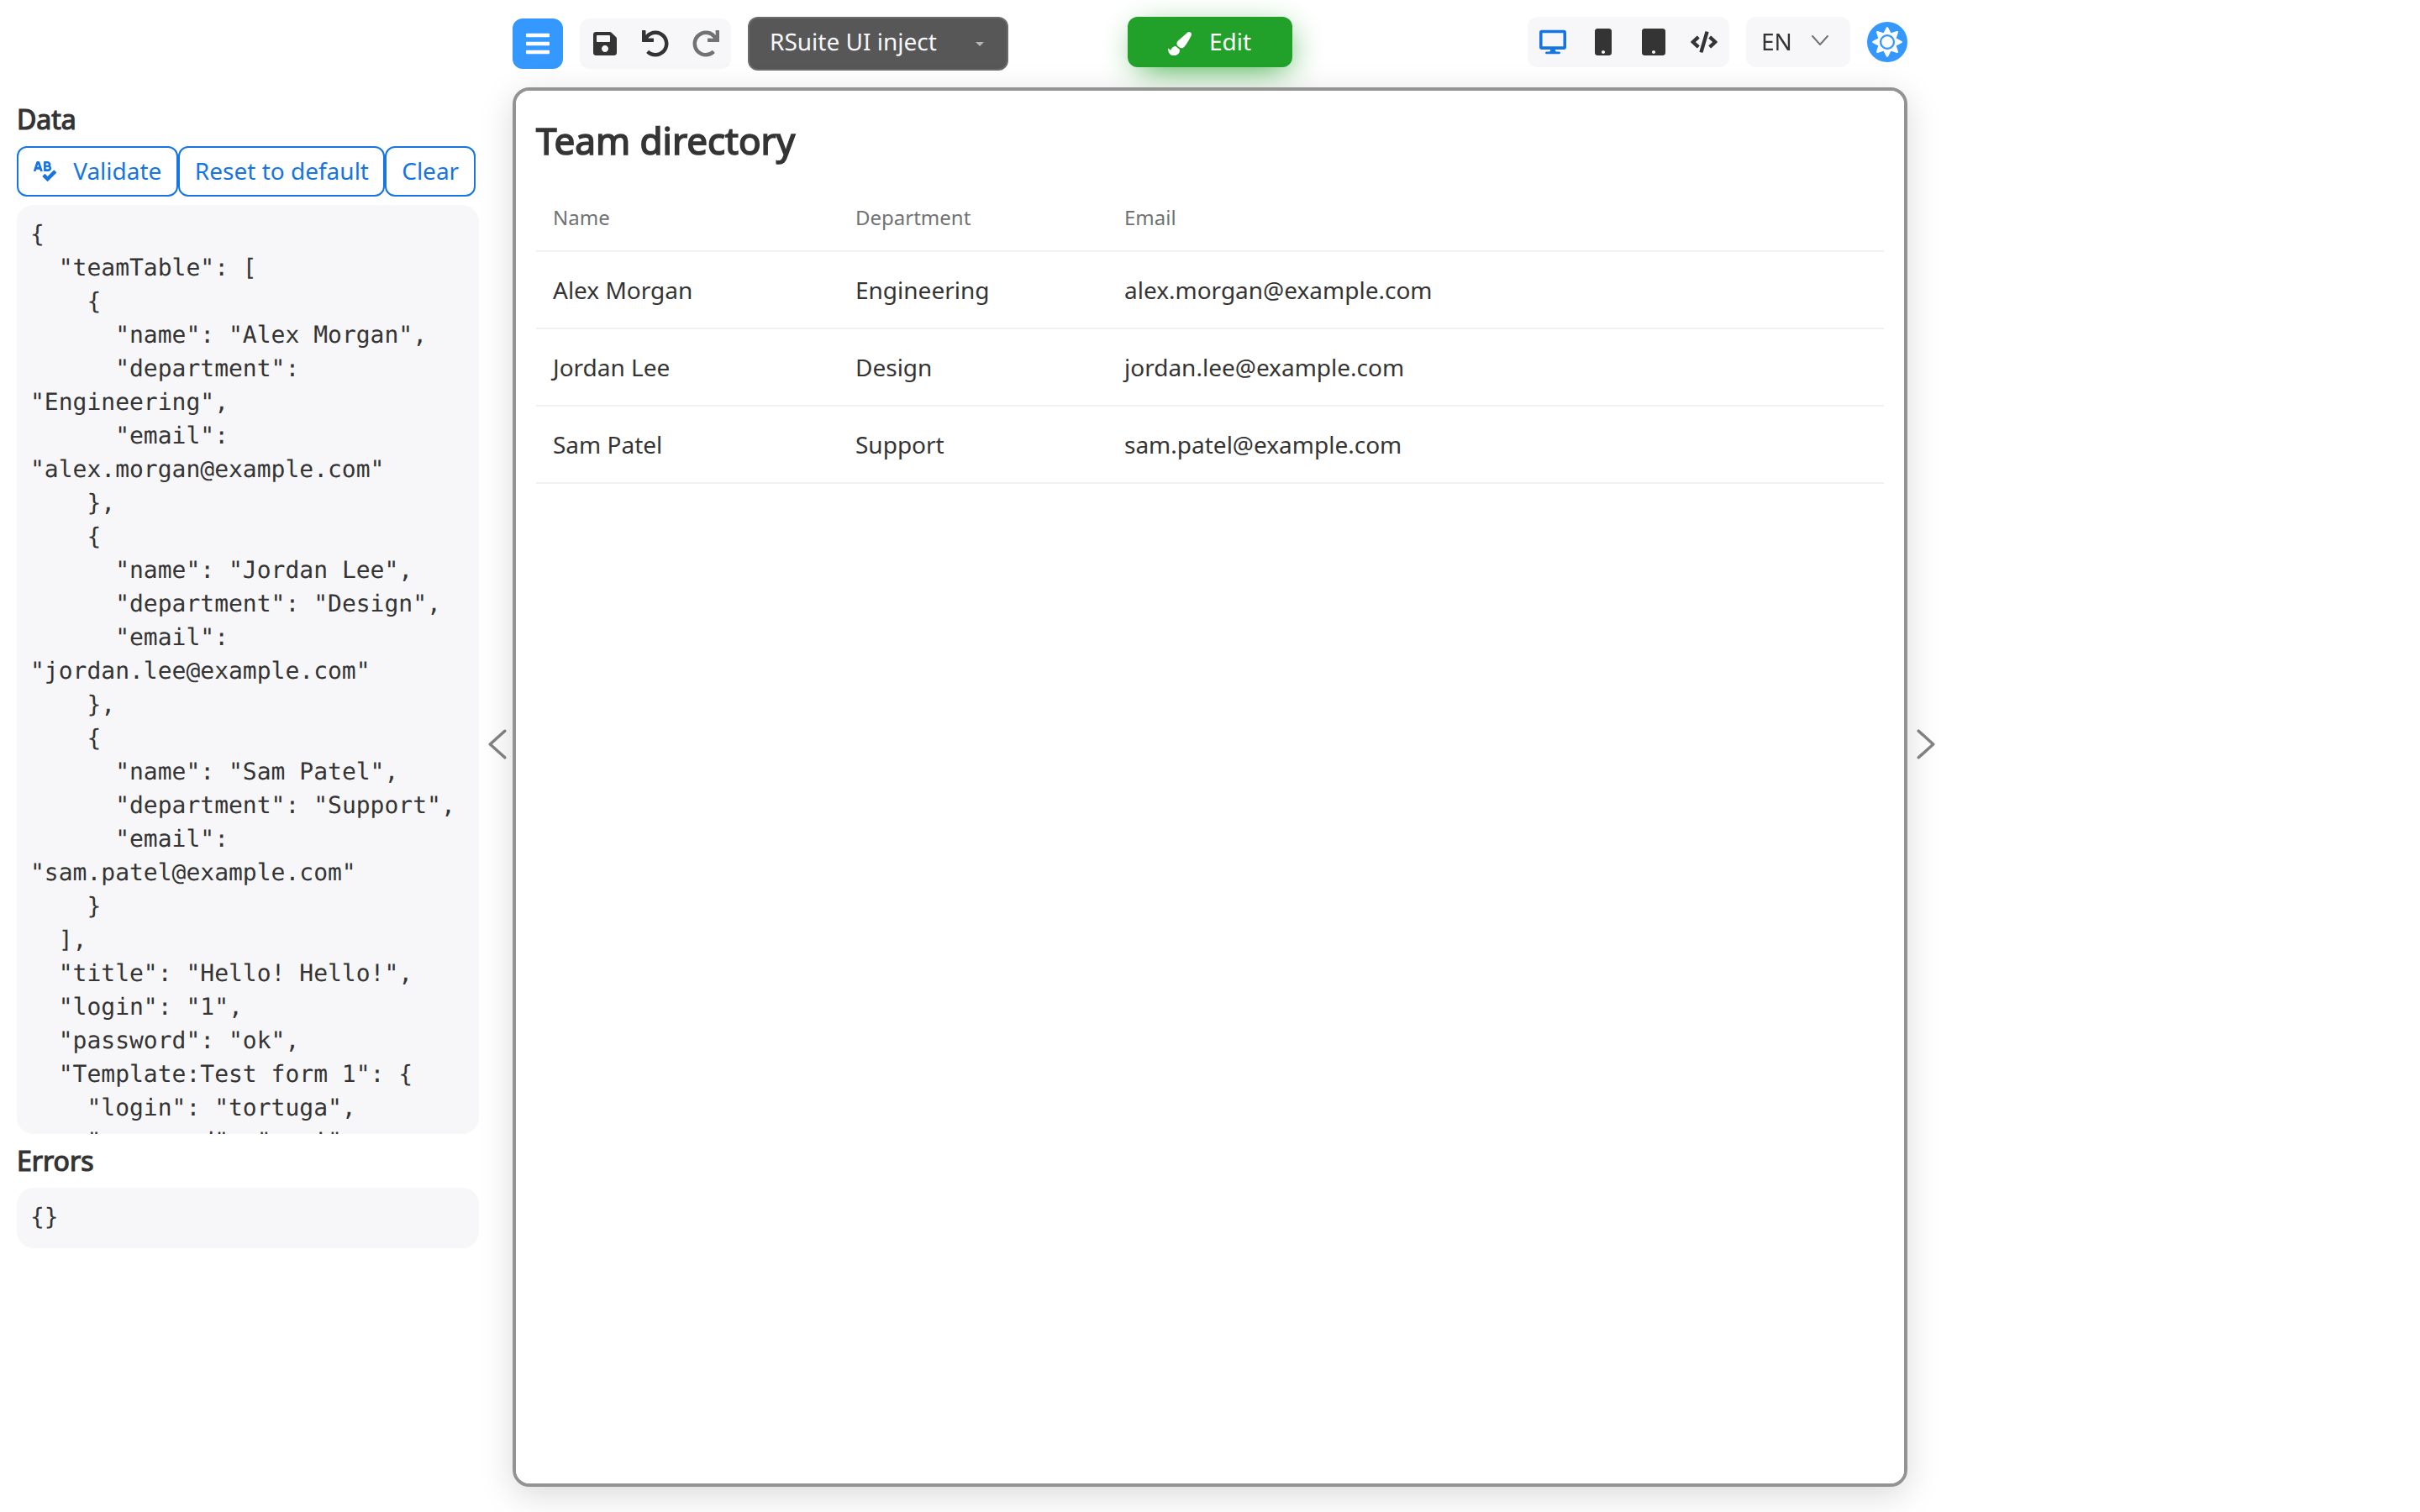 RSuite UI inject
Edit
EN
Data
Validate
Reset to default
Clear
{
  "teamTable": [
    {
      "name": "Alex Morgan",
      "department":
"Engineering",
      "email":
"alex.morgan@example.com"
    },
    {
      "name": "Jordan Lee",
      "department": "Design",
      "email":
"jordan.lee@example.com"
    },
    {
      "name": "Sam Patel",
      "department": "Support",
      "email":
"sam.patel@example.com"
    }
  ],
  "title": "Hello! Hello!",
  "login": "1",
  "password": "ok",
  "Template:Test form 1": {
    "login": "tortuga",
Errors
{}
Team directory
Name Department Email
Alex Morgan Engineering alex.morgan@example.com
Jordan Lee Design jordan.lee@example.com
Sam Patel Support sam.patel@example.com